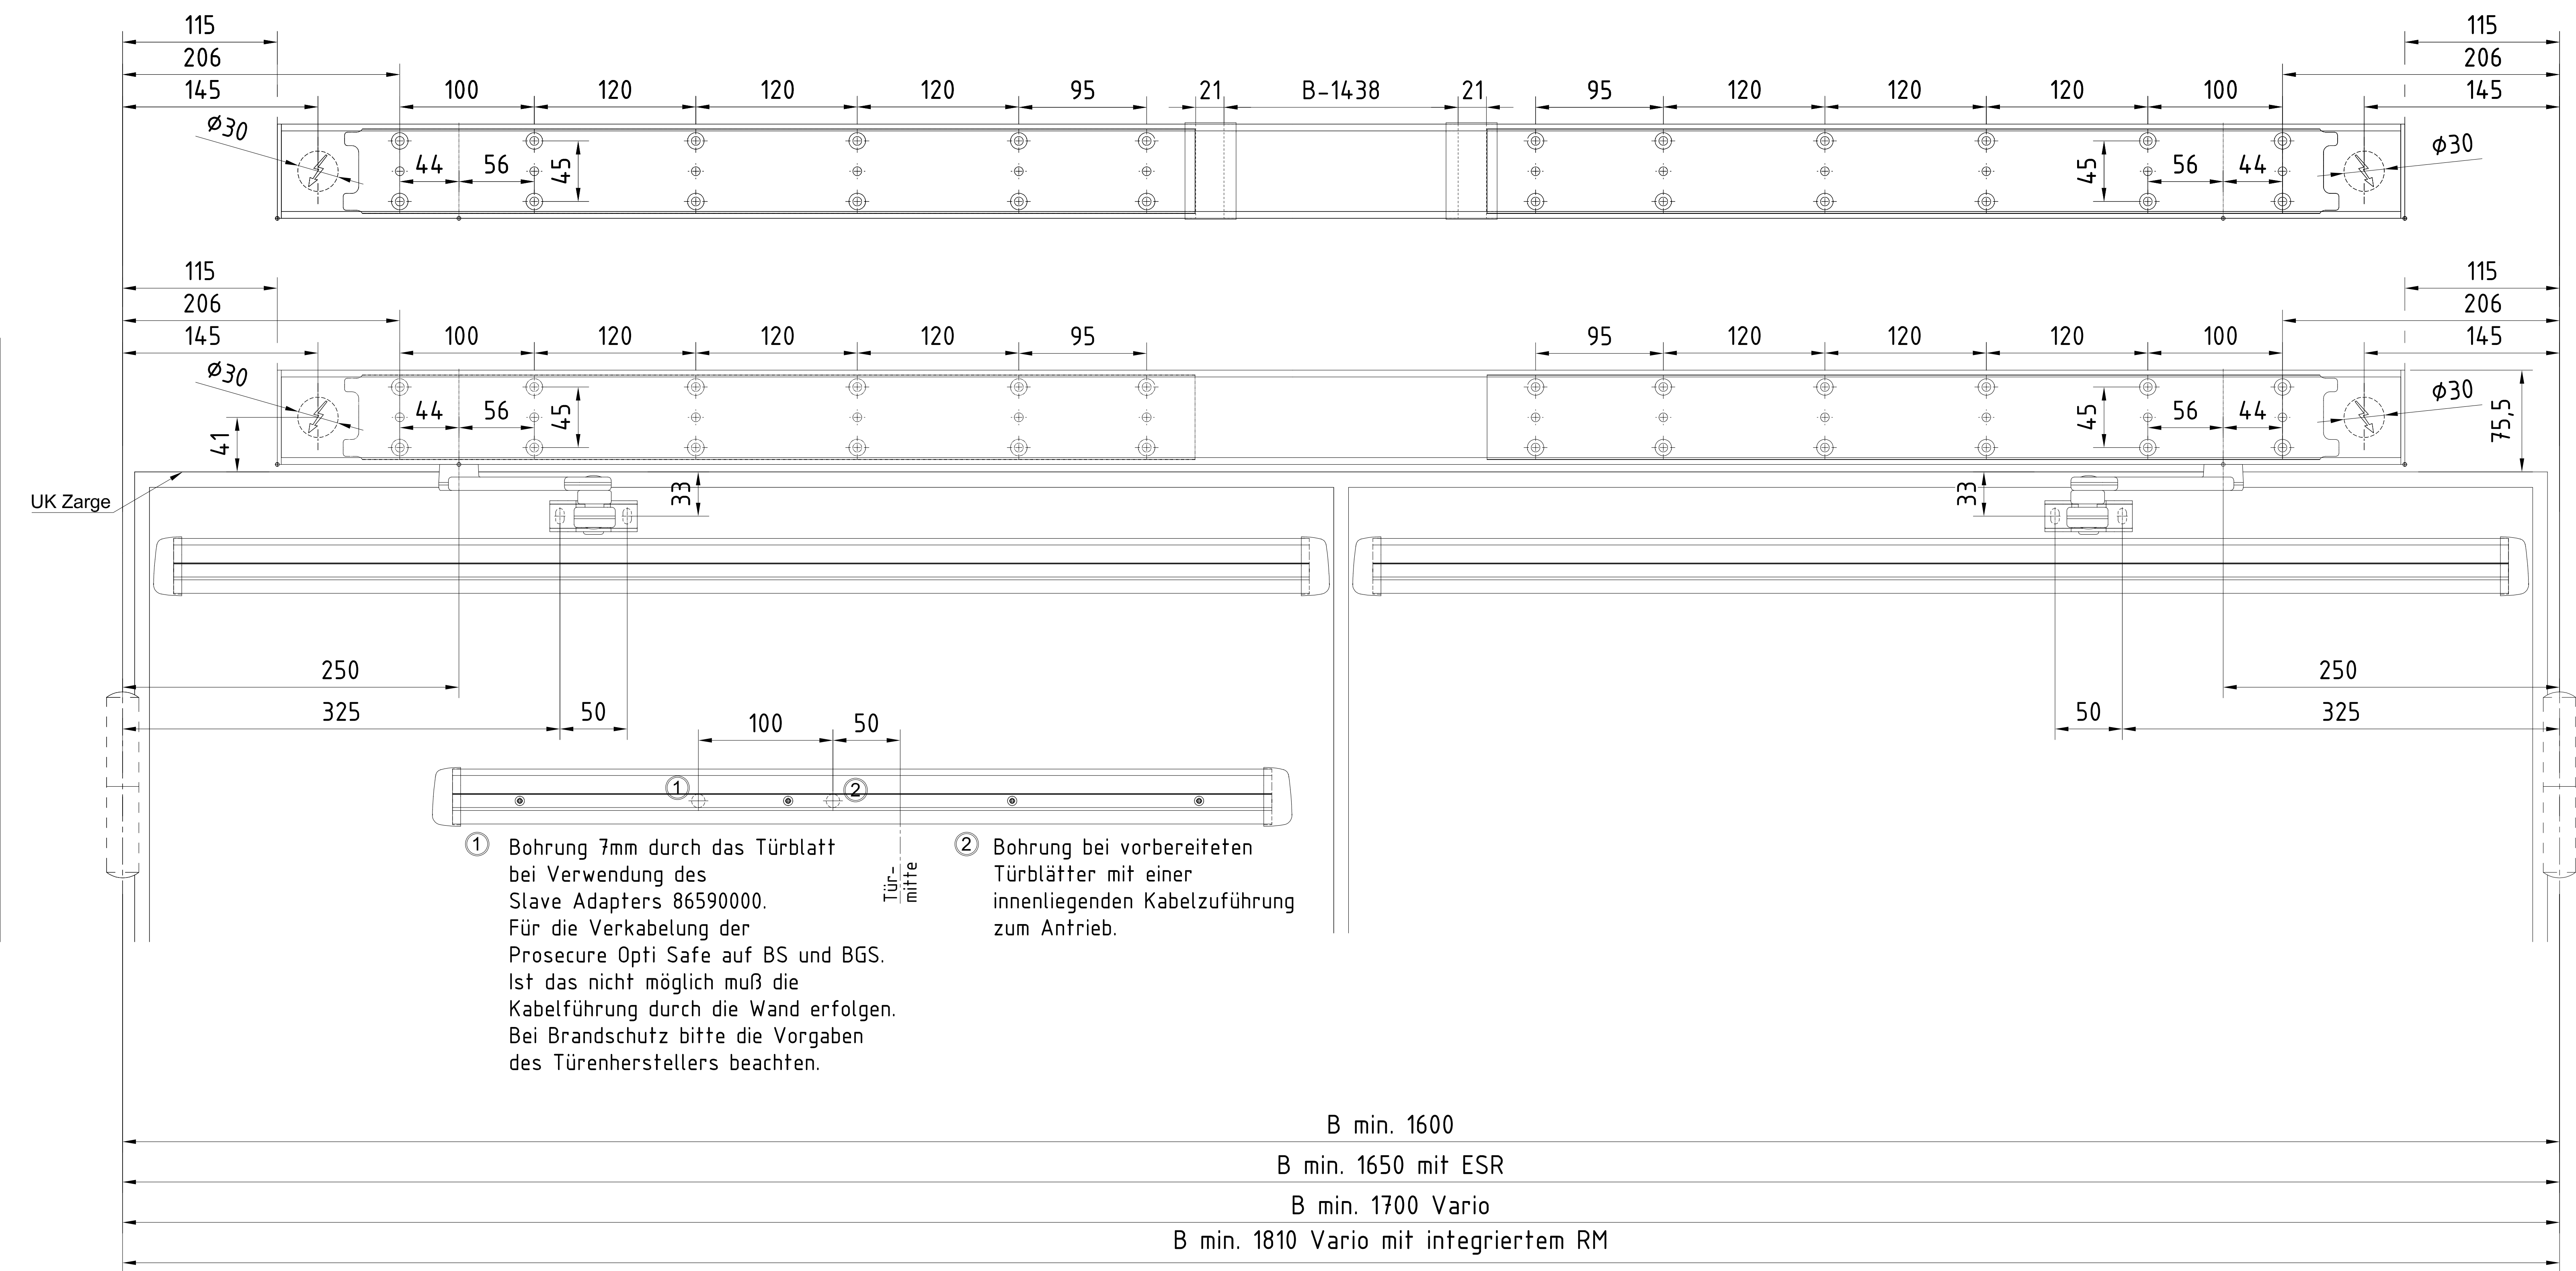 115
115
206
206
145
100
120
120
120
95
21
B-1438
21
95
120
120
120
100
145
ϕ30
44
56
45
45
56
44
ϕ30
115
115
206
206
145
100
120
120
120
95
95
120
120
120
100
145
ϕ30
41
44
56
45
45
56
44
ϕ30
75,5
UK Zarge
33
33
250
250
325
50
100
50
50
325
1
2
Tür-
mitte
1 Bohrung 7mm durch das Türblatt
bei Verwendung des
Slave Adapters 86590000.
Für die Verkabelung der
Prosecure Opti Safe auf BS und BGS.
Ist das nicht möglich muß die
Kabelführung durch die Wand erfolgen.
Bei Brandschutz bitte die Vorgaben
des Türenherstellers beachten.
2 Bohrung bei vorbereiteten
Türblätter mit einer
innenliegenden Kabelzuführung
zum Antrieb.
B min. 1600
B min. 1650 mit ESR
B min. 1700 Vario
B min. 1810 Vario mit integriertem RM